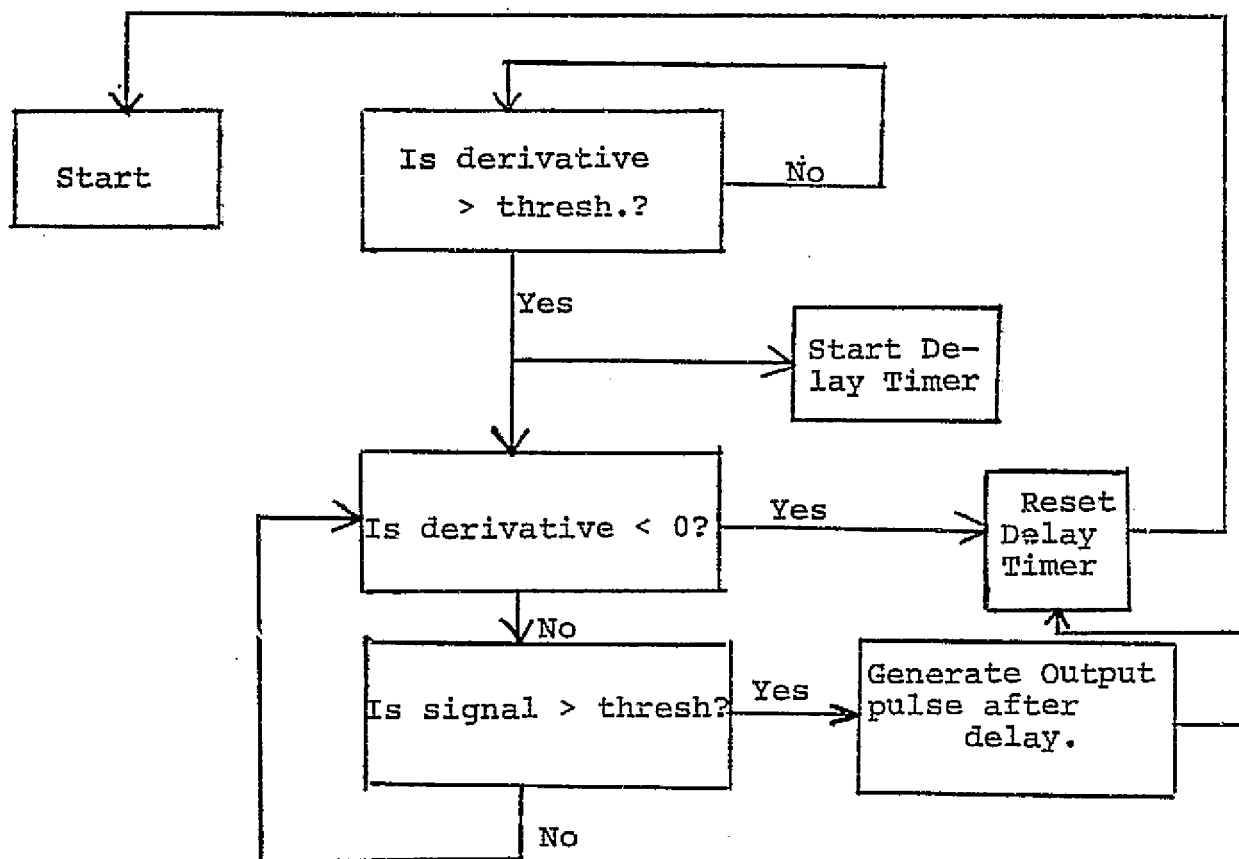 Start
Is derivative
> thresh.?
No
Yes
Start De-
lay Timer
Is derivative < 0?
Yes
Reset
Delay
Timer
No
Is signal > thresh?
Yes
Generate Output
pulse after
delay.
No